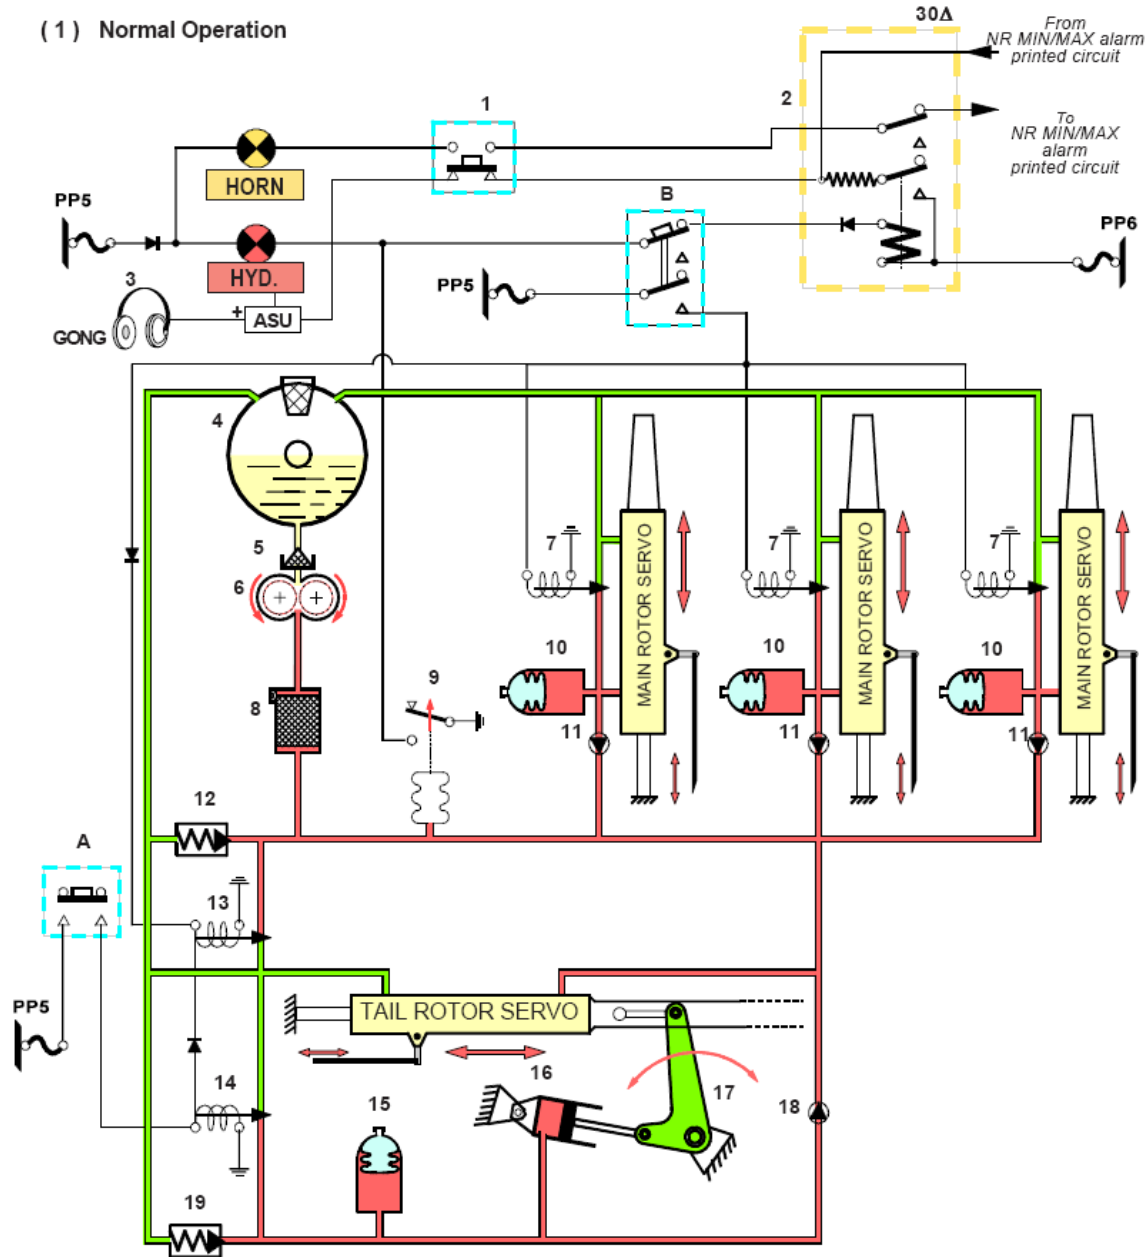 ( 1 ) Normal Operation
30Δ
From
NR MIN/MAX alarm
printed circuit
1
2
To
NR MIN/MAX
alarm
printed circuit
HORN
PP5
B
PP6
HYD.
3
PP5
+
ASU
GONG
4
5
6
7
7
7
MAIN ROTOR SERVO
MAIN ROTOR SERVO
MAIN ROTOR SERVO
8
9
10
10
10
11
11
11
12
A
13
PP5
TAIL ROTOR SERVO
14
15
16
17
18
19